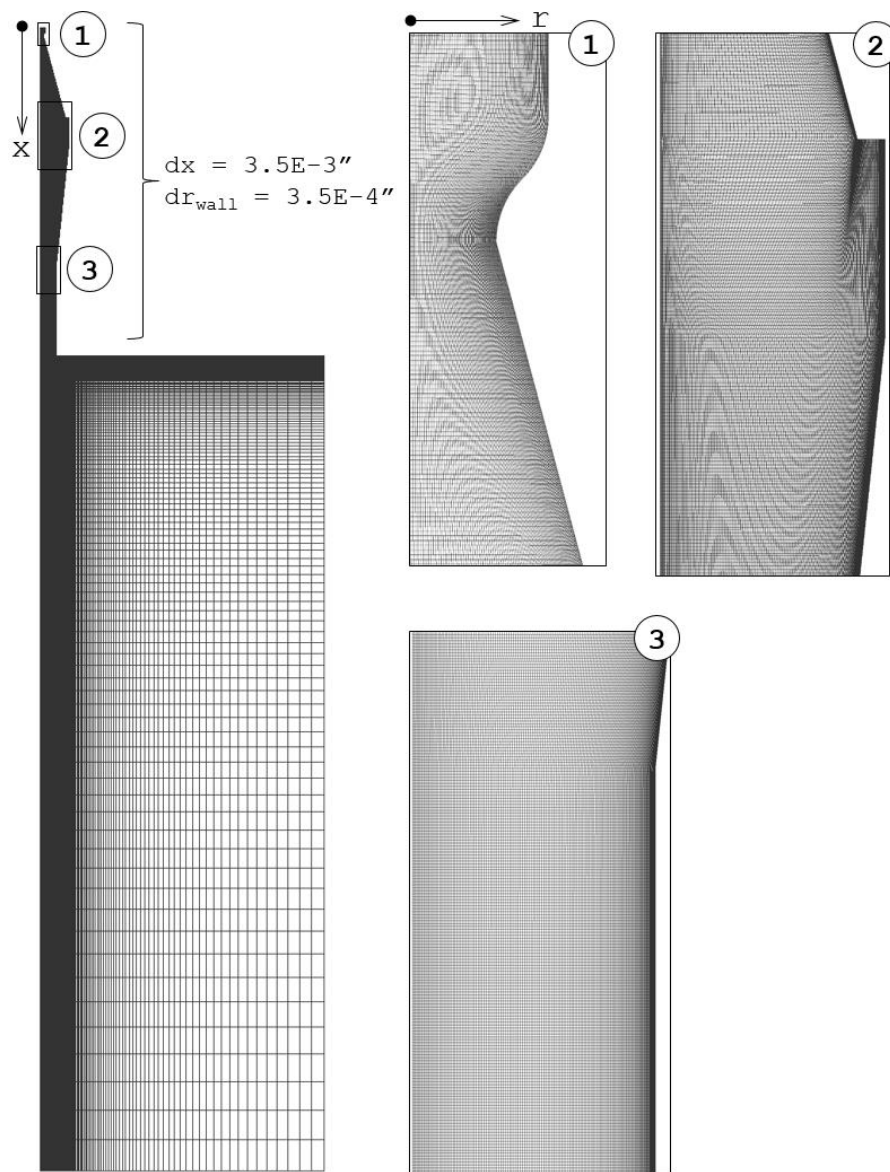 1
r
1
2
2
x
dx = 3.5E-3"
dr_wall = 3.5E-4"
3
3